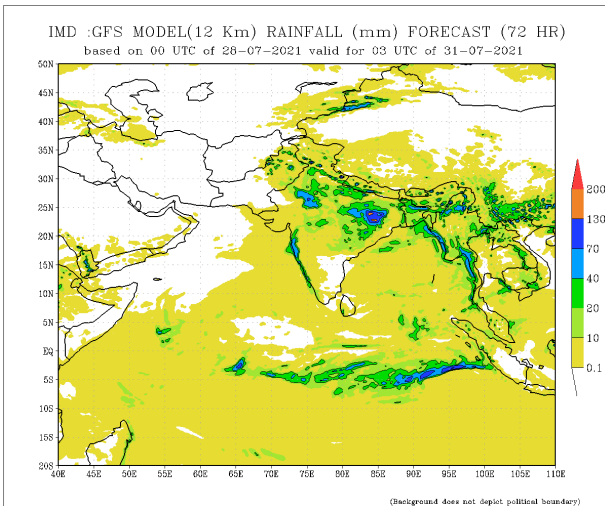 IMD :GFS MODEL(12 Km) RAINFALL (mm) FORECAST (72 HR)
based on 00 UTC of 28-07-2021 valid for 03 UTC of 31-07-2021
50N
45N
40N
35N
30N
25N
20N
15N
10N
5N
EQ
5S
10S
15S
20S
40E 45E 50E 55E 60E 65E 70E 75E 80E 85E 90E 95E 100E 105E 110E
200
130
70
40
20
10
0.1
(Background does not depict political boundary)